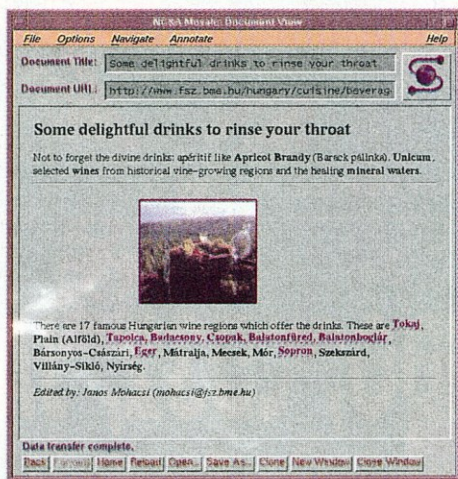 NCSA Mosaic: Document View
File Options Navigate Annotate Help
Document Title: Some delightful drinks to rinse your throat
Document URL: http://www.fsz.bme.hu/hungary/cuisine/beverag
Some delightful drinks to rinse your throat
Not to forget the divine drinks: apéritif like Apricot Brandy (Barack pálinka), Unicum,
selected wines from historical vine-growing regions and the healing mineral waters.
There are 17 famous Hungarian wine regions which offer the drinks. These are Tokaj,
Plain (Alföld), Tapolca, Badacsony, Csopak, Balatonfüred, Balatonboglár,
Bársonyos-Császári, Eger, Mátralja, Mecsek, Mór, Sopron, Szekszárd,
Villány-Sikló, Nyírség.
Edited by: Janos Mohacsi (mohacsi@fsz.bme.hu)
Data transfer complete.
Back Forward Home Reload Open... Save As... Clone New Window Close Window